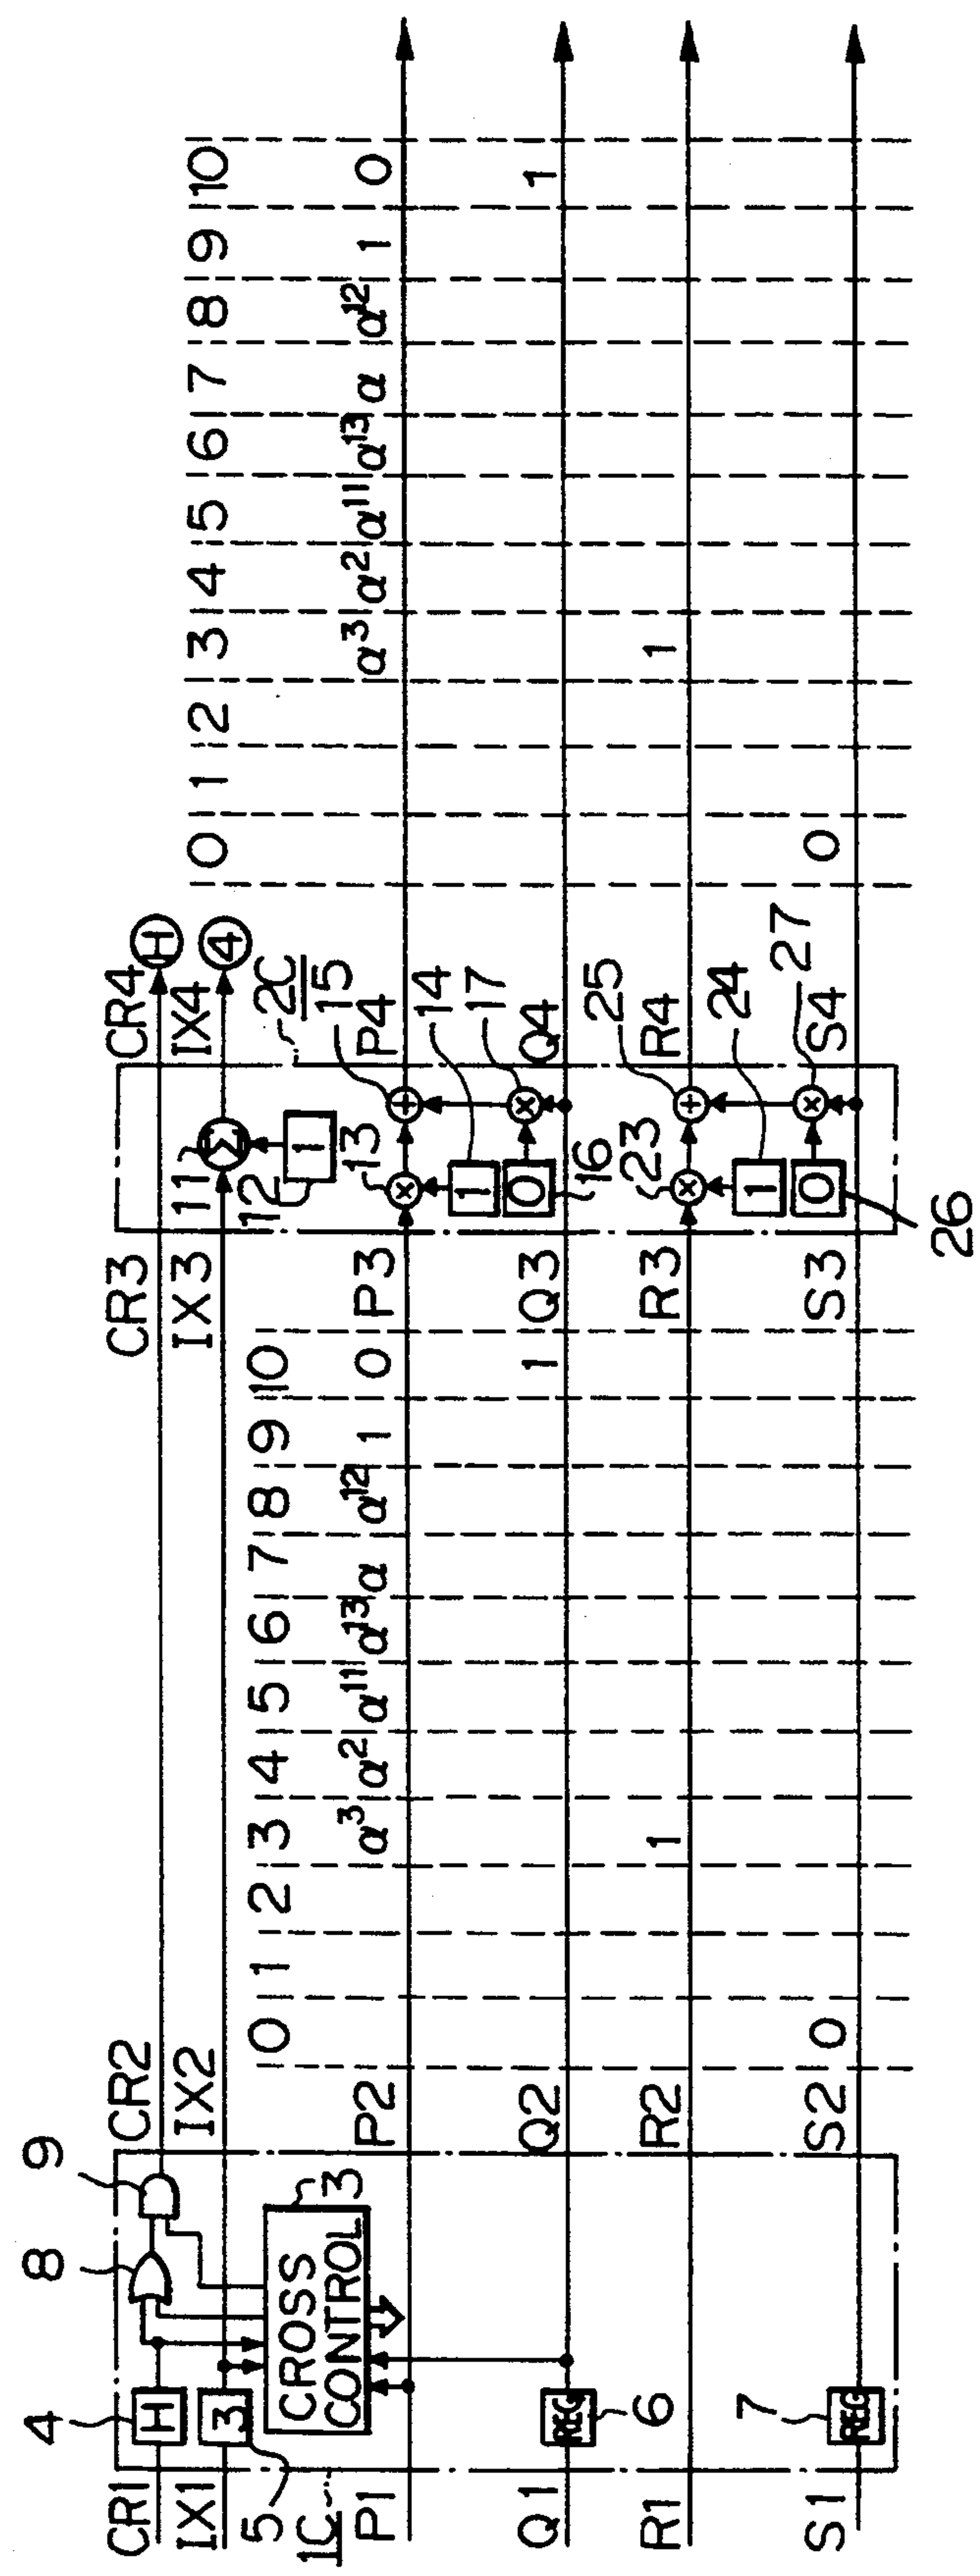 4
8
9
CR1
H
CR2
CR3
CR4
H
IX1
3
IX2
IX3
11
IX4
4
5
CROSS CONTROL
3
12
1
2C
1C
0 1 2 3 4 5 6 7 8 9 10
0 1 2 3 4 5 6 7 8 9 10
P1
P2
α³ α² α¹¹ α¹³ α α¹² 1 0
P3
13
×
+
15
P4
α³ α² α¹¹ α¹³ α α¹² 1 0
1
14
0
16
×
17
Q1
REG
6
Q2
1
Q3
Q4
1
R1
R2
1
R3
23
×
+
25
R4
1
1
24
0
26
×
27
S1
REG
7
S2
0
S3
S4
0
Σ